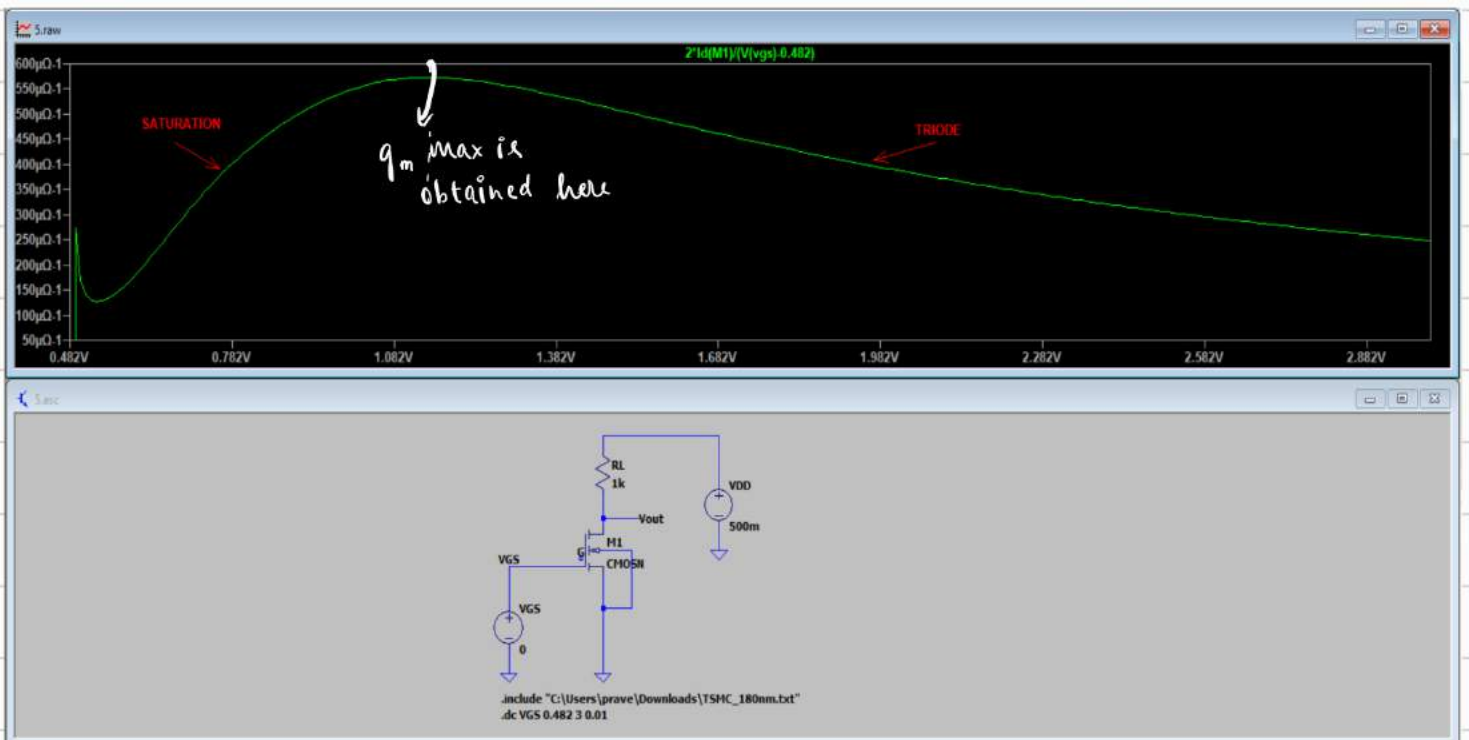 5.raw
2*Id(M1)/(V(vgs)-0.482)
600µΩ-1
550µΩ-1
500µΩ-1
450µΩ-1
400µΩ-1
350µΩ-1
300µΩ-1
250µΩ-1
200µΩ-1
150µΩ-1
100µΩ-1
50µΩ-1
SATURATION
gm max is
obtained here
TRIODE
0.482V 0.782V 1.082V 1.382V 1.682V 1.982V 2.282V 2.582V 2.882V
5.asc
RL
1k
VDD
500m
Vout
M1
G
CMOSN
VGS
VGS
0
.include "C:\Users\prave\Downloads\TSMC_180nm.txt"
.dc VGS 0.482 3 0.01